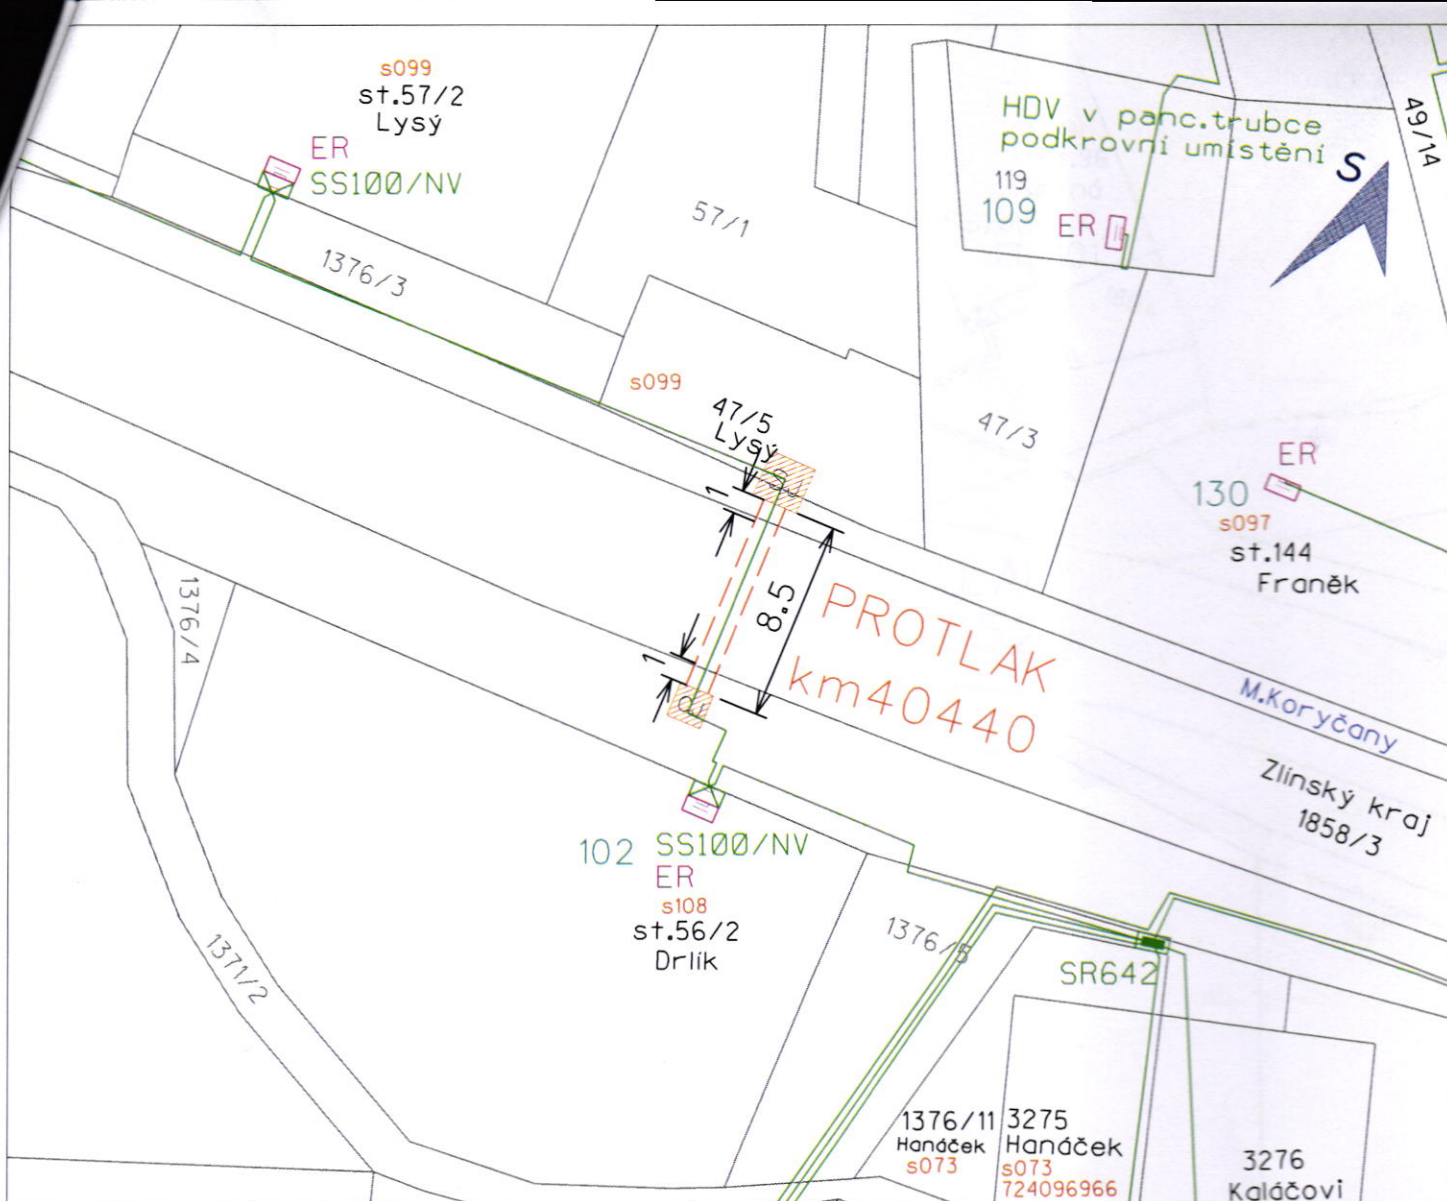 s099
st.57/2
Lysý
ER
SS100/NV
1376/3
57/1
HDV v panc.trubce
podkrovní umístění
119
109
ER
S
49/14
s099
47/5
Lysý
47/3
ER
130
s097
st.144
Franěk
1
8.5
1
PROTLAK
km40440
M.Koryčany
Zlínský kraj
1858/3
1376/4
102
SS100/NV
ER
s108
st.56/2
Drlík
1371/2
1376/5
SR642
1376/11
Hanáček
s073
3275
Hanáček
s073
724096966
3276
Kaláčovi